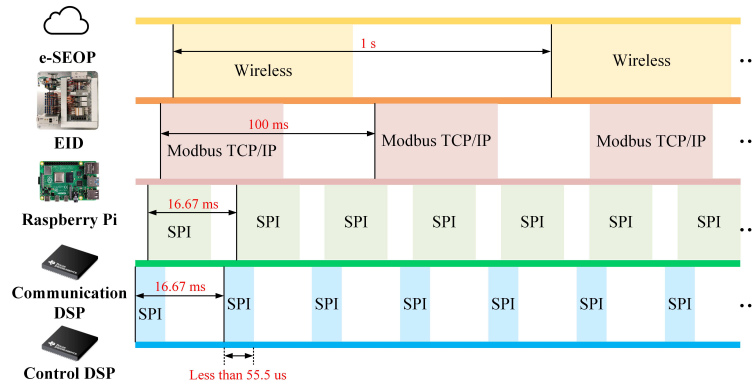 e-SEOP
1 s
Wireless
Wireless
EID
100 ms
Modbus TCP/IP
Modbus TCP/IP
Modbus TCP/IP
Raspberry Pi
16.67 ms
SPI
SPI
SPI
SPI
SPI
SPI
SPI
Communication
DSP
16.67 ms
SPI
SPI
SPI
SPI
SPI
SPI
SPI
Control DSP
Less than 55.5 us